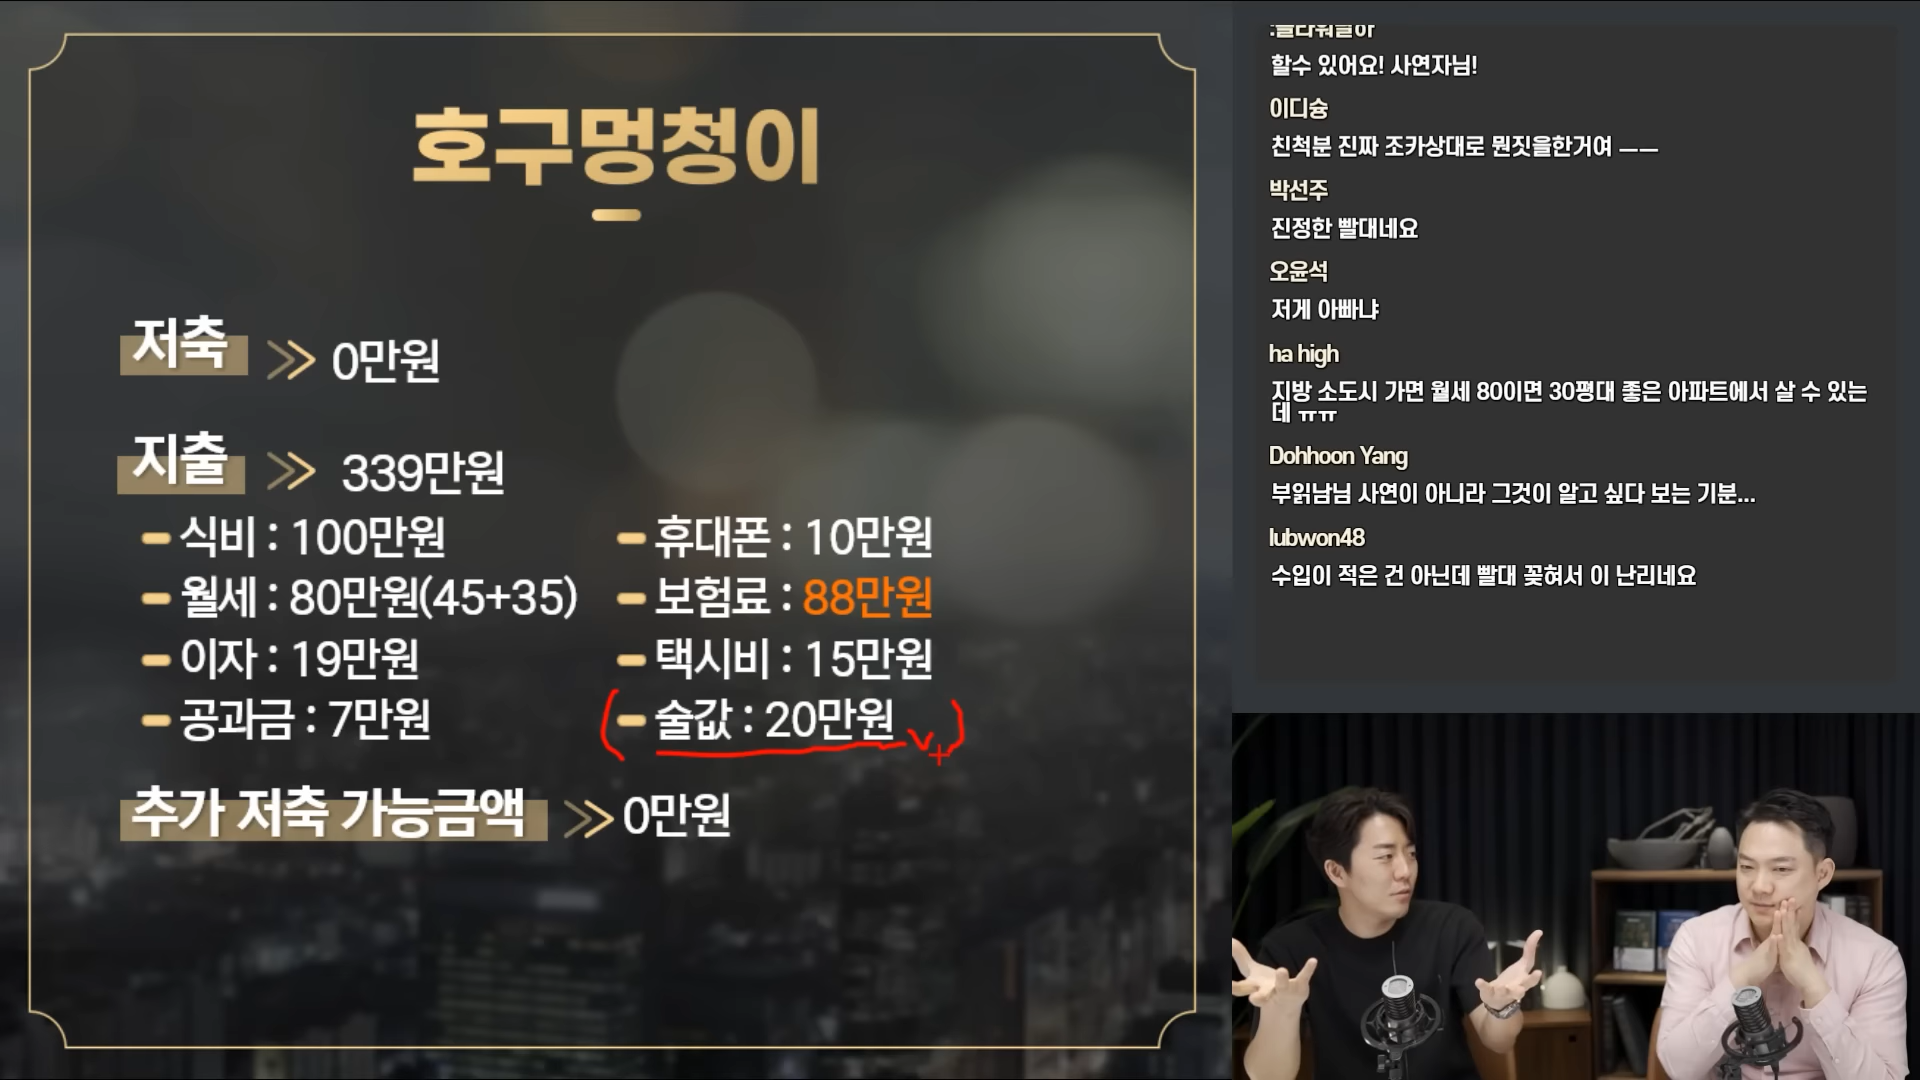 호구멍청이
저축 0만원
지출 339만원
식비 : 100만원
월세 : 80만원(45+35)
이자 : 19만원
공과금 : 7만원
휴대폰 : 10만원
보험료 : 88만원
택시비 : 15만원
술값 : 20만원
추가 저축 가능금액 0만원
할수 있어요! 사연자님!
이디슝
친척분 진짜 조카상대로 뭔짓을한거여 ㅡㅡ
박선주
진정한 빨대네요
오윤석
저게 아빠냐
ha high
지방 소도시 가면 월세 80이면 30평대 좋은 아파트에서 살 수 있는
데 ㅠㅠ
Dohhoon Yang
부읽남님 사연이 아니라 그것이 알고 싶다 보는 기분...
lubwon48
수입이 적은 건 아닌데 빨대 꽂혀서 이 난리네요